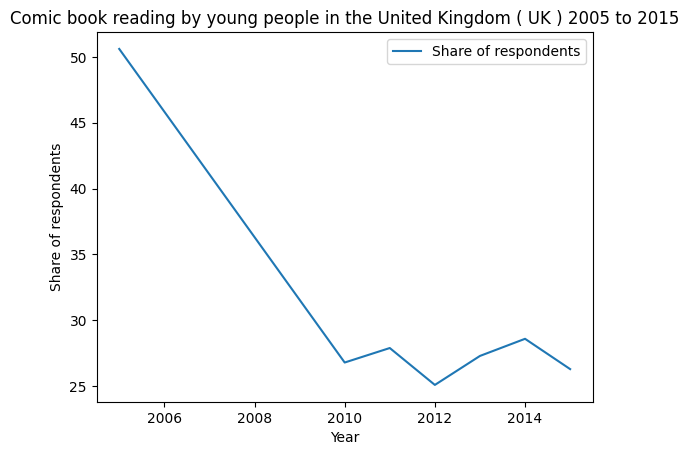 Comic book reading by young people in the United Kingdom ( UK ) 2005 to 2015
Share of respondents
Share of respondents
50
45
40
35
30
25
2006 2008 2010 2012 2014
Year